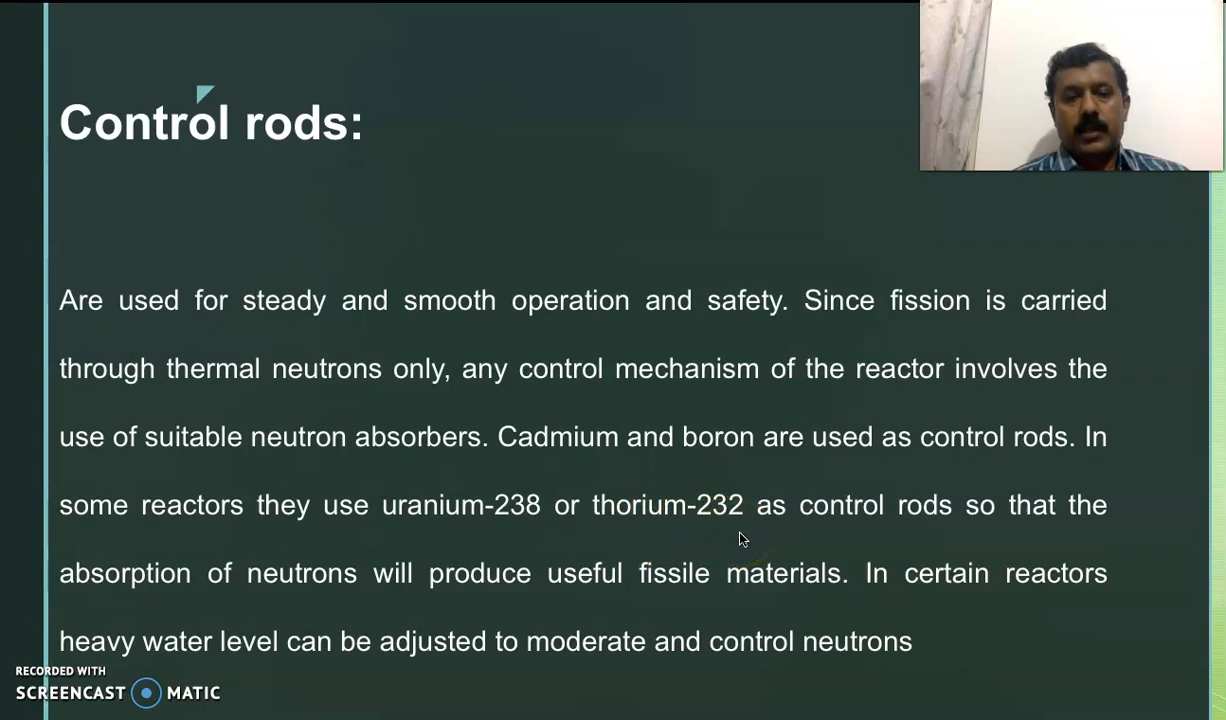 Control rods:
Are used for steady and smooth operation and safety. Since fission is carried
through thermal neutrons only, any control mechanism of the reactor involves the
use of suitable neutron absorbers. Cadmium and boron are used as control rods. In
some reactors they use uranium-238 or thorium-232 as control rods so that the
absorption of neutrons will produce useful fissile materials. In certain reactors
heavy water level can be adjusted to moderate and control neutrons
RECORDED WITH
SCREENCAST MATIC